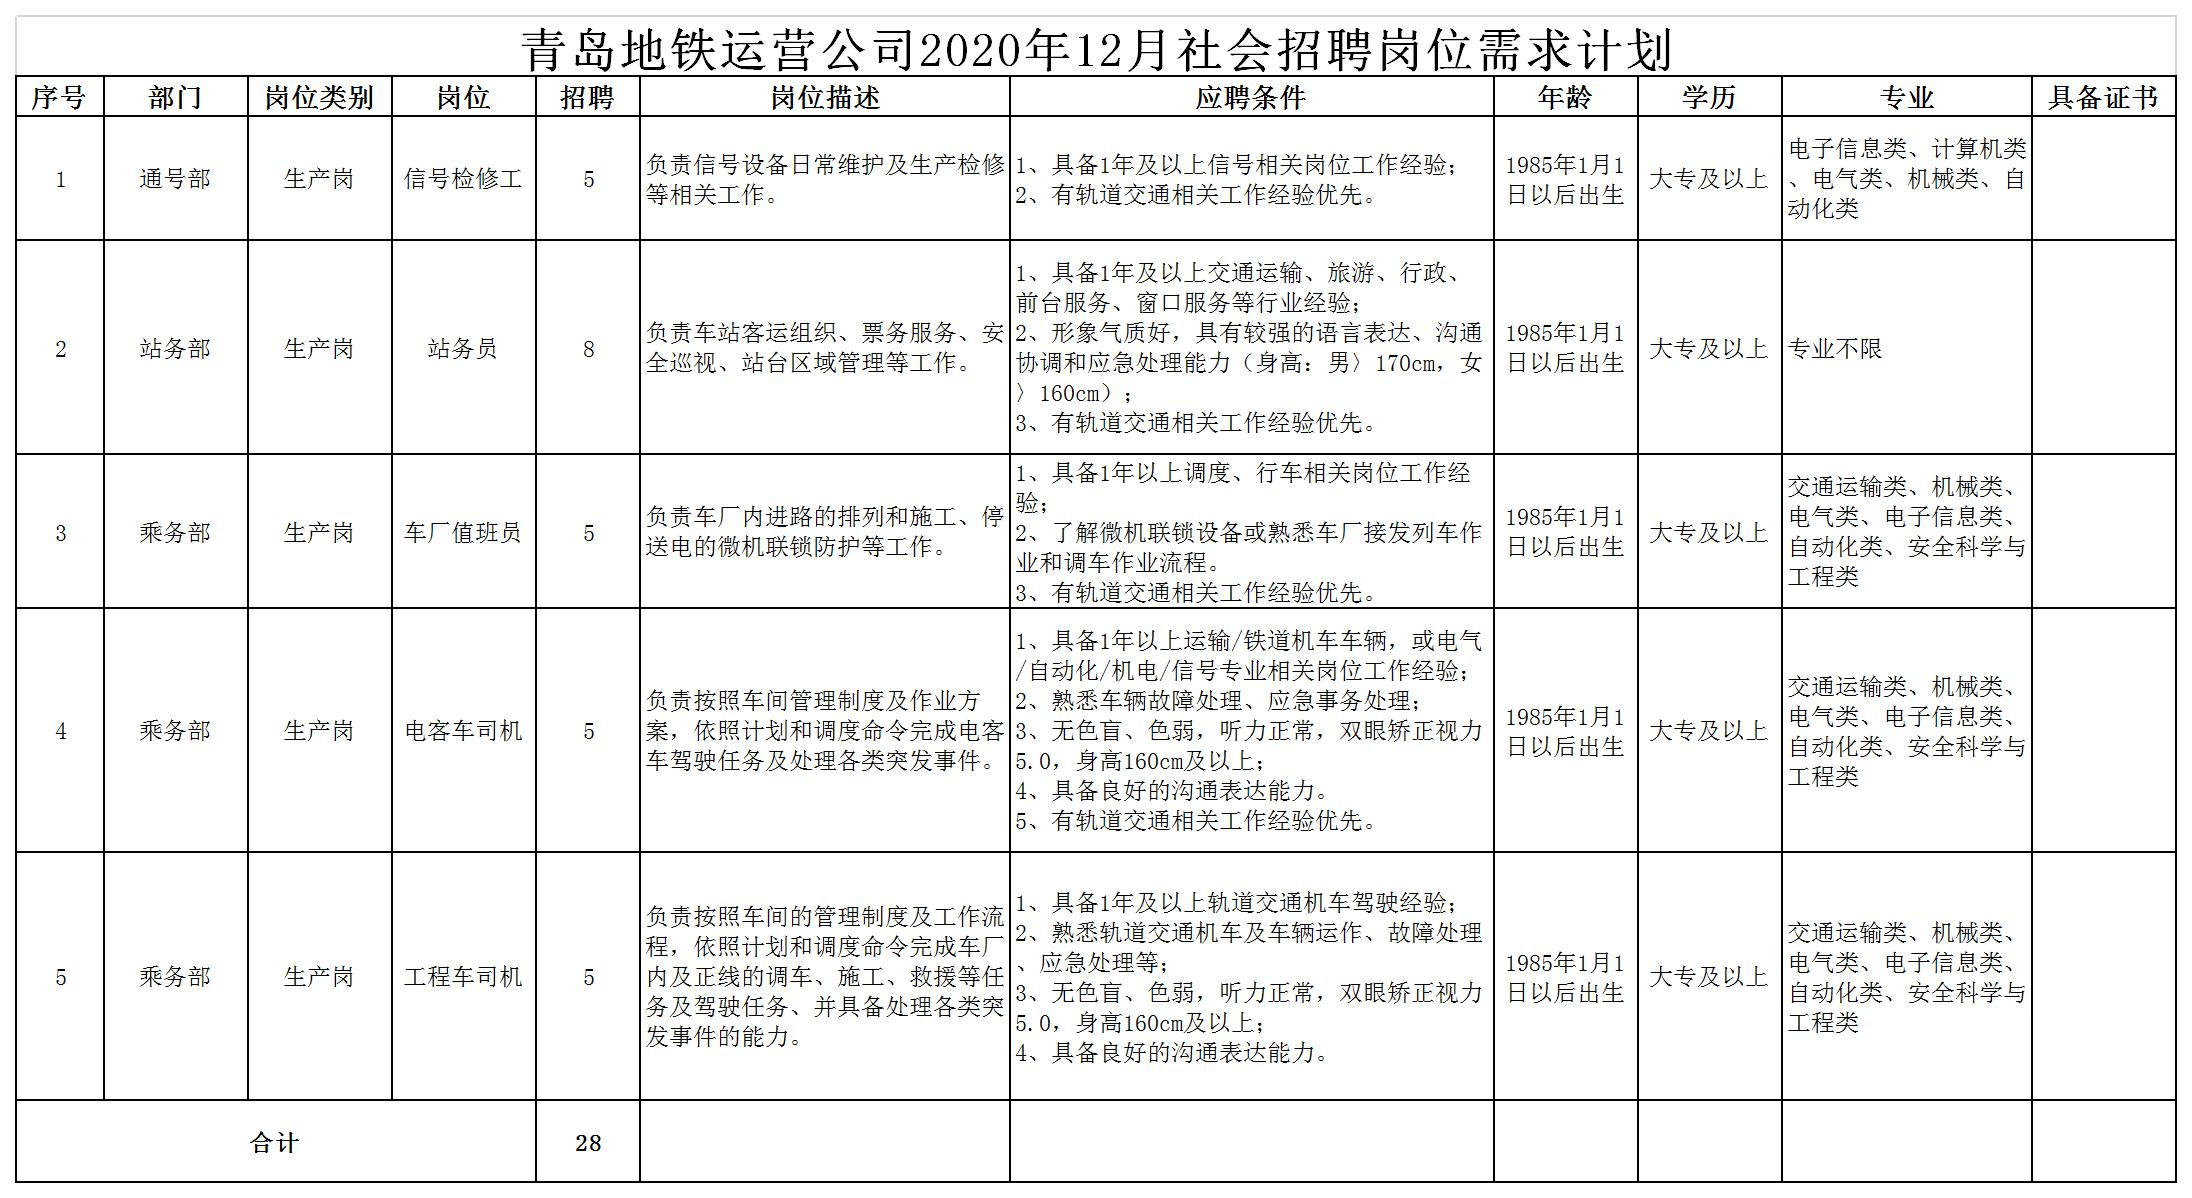 青岛地铁运营公司2020年12月社会招聘岗位需求计划
序号 部门 岗位类别 岗位 招聘 岗位描述 应聘条件 年龄 学历 专业 具备证书
1 通号部 生产岗 信号检修工 5
负责信号设备日常维护及生产检修
等相关工作。
1、具备1年及以上信号相关岗位工作经验；
2、有轨道交通相关工作经验优先。
1985年1月1
日以后出生
大专及以上
电子信息类、计算机类
、电气类、机械类、自
动化类
2 站务部 生产岗 站务员 8
负责车站客运组织、票务服务、安
全巡视、站台区域管理等工作。
1、具备1年及以上交通运输、旅游、行政、
前台服务、窗口服务等行业经验；
2、形象气质好，具有较强的语言表达、沟通
协调和应急处理能力（身高：男〉170cm，女
〉160cm）；
3、有轨道交通相关工作经验优先。
1985年1月1
日以后出生
大专及以上
专业不限
3 乘务部 生产岗 车厂值班员 5
负责车厂内进路的排列和施工、停
送电的微机联锁防护等工作。
1、具备1年以上调度、行车相关岗位工作经
验；
2、了解微机联锁设备或熟悉车厂接发列车作
业和调车作业流程。
3、有轨道交通相关工作经验优先。
1985年1月1
日以后出生
大专及以上
交通运输类、机械类、
电气类、电子信息类、
自动化类、安全科学与
工程类
4 乘务部 生产岗 电客车司机 5
负责按照车间管理制度及作业方
案，依照计划和调度命令完成电客
车驾驶任务及处理各类突发事件。
1、具备1年以上运输/铁道机车车辆，或电气
/自动化/机电/信号专业相关岗位工作经验；
2、熟悉车辆故障处理、应急事务处理；
3、无色盲、色弱，听力正常，双眼矫正视力
5.0，身高160cm及以上；
4、具备良好的沟通表达能力。
5、有轨道交通相关工作经验优先。
1985年1月1
日以后出生
大专及以上
交通运输类、机械类、
电气类、电子信息类、
自动化类、安全科学与
工程类
5 乘务部 生产岗 工程车司机 5
负责按照车间的管理制度及工作流
程，依照计划和调度命令完成车厂
内及正线的调车、施工、救援等任
务及驾驶任务、并具备处理各类突
发事件的能力。
1、具备1年及以上轨道交通机车驾驶经验；
2、熟悉轨道交通机车及车辆运作、故障处理
、应急处理等；
3、无色盲、色弱，听力正常，双眼矫正视力
5.0，身高160cm及以上；
4、具备良好的沟通表达能力。
1985年1月1
日以后出生
大专及以上
交通运输类、机械类、
电气类、电子信息类、
自动化类、安全科学与
工程类
合计 28